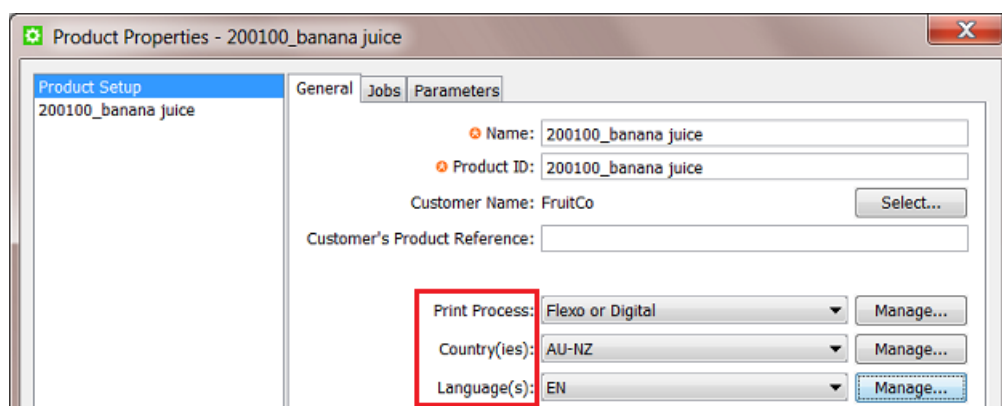 Product Properties - 200100_banana juice
Product Setup
200100_banana juice
General Jobs Parameters
Name: 200100_banana juice
Product ID: 200100_banana juice
Customer Name: FruitCo Select...
Customer's Product Reference:
Print Process: Flexo or Digital Manage...
Country(ies): AU-NZ Manage...
Language(s): EN Manage...